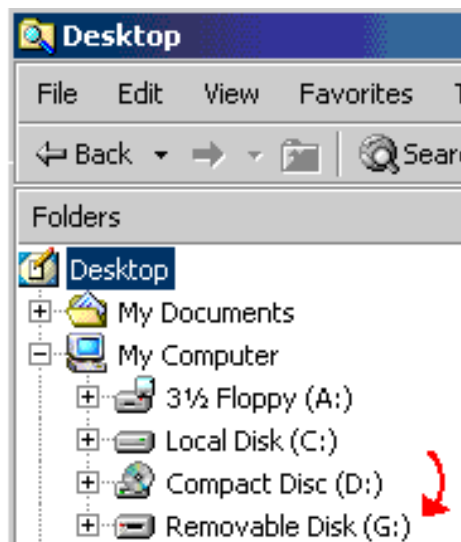 Desktop
File Edit View Favorites
Back
Folders
Desktop
My Documents
My Computer
3½ Floppy (A:)
Local Disk (C:)
Compact Disc (D:)
Removable Disk (G:)